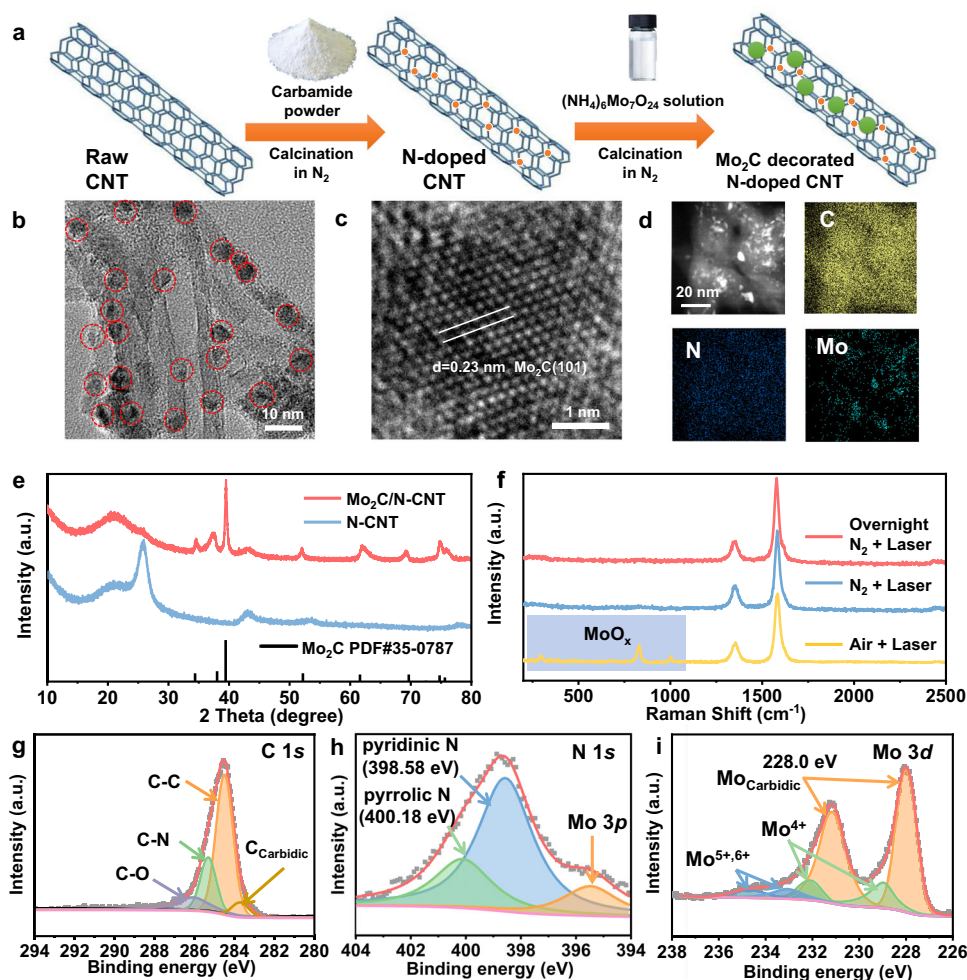 a
Raw
CNT
Carbamide
powder
Calcination
in N₂
N-doped
CNT
(NH₄)₆Mo₇O₂₄ solution
Calcination
in N₂
Mo₂C decorated
N-doped CNT
b
10 nm
c
d=0.23 nm Mo₂C(101)
1 nm
d
20 nm
C
N
Mo
e
Intensity (a.u.)
Mo₂C/N-CNT
N-CNT
Mo₂C PDF#35-0787
10 20 30 40 50 60 70 80
2 Theta (degree)
f
Intensity (a.u.)
Overnight
N₂ + Laser
N₂ + Laser
MoOₓ
Air + Laser
500 1000 1500 2000 2500
Raman Shift (cm⁻¹)
g
C 1s
Intensity (a.u.)
C-C
C-N
C-O
C_Carbidic
294 292 290 288 286 284 282 280
Binding energy (eV)
h
N 1s
Intensity (a.u.)
pyridinic N
(398.58 eV)
pyrrolic N
(400.18 eV)
Mo 3p
404 402 400 398 396 394
Binding energy (eV)
i
Mo 3d
Intensity (a.u.)
228.0 eV
Mo_Carbidic
Mo⁴⁺
Mo⁵⁺,⁶⁺
238 236 234 232 230 228 226
Binding energy (eV)